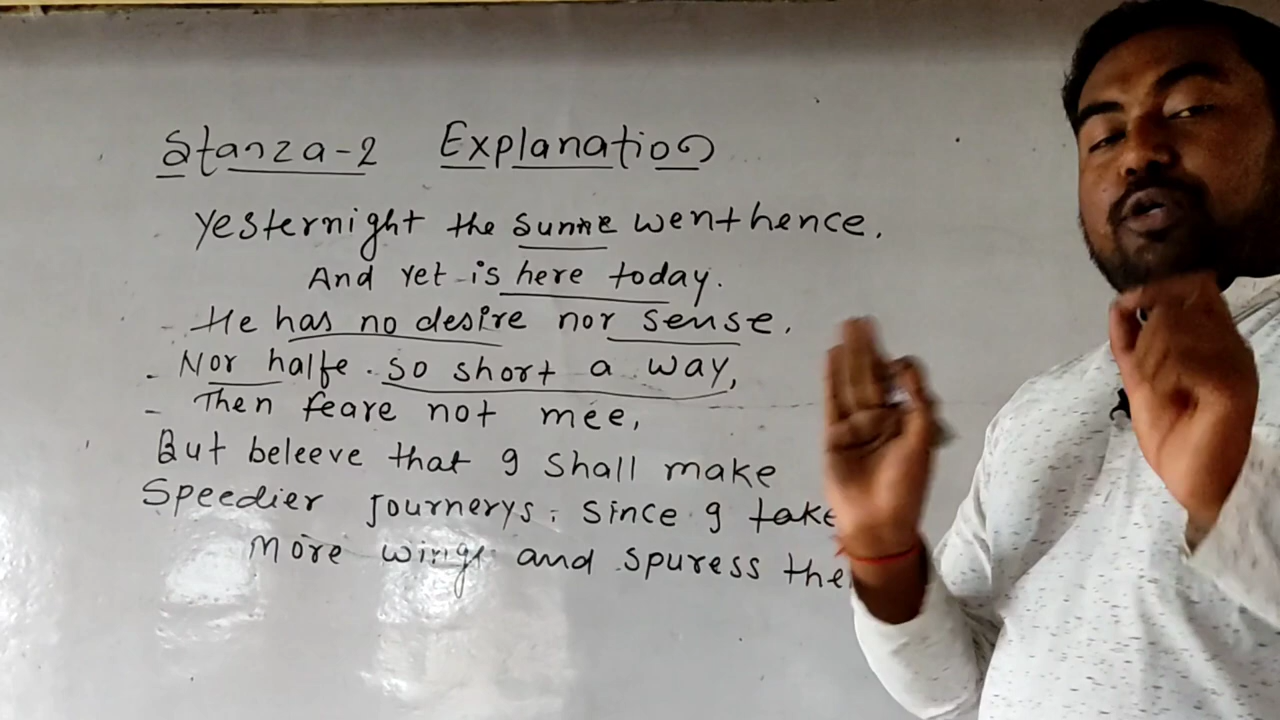 Stanza-2 Explanation
Yesternight the sunne went hence.
And Yet is here today.
- He has no desire nor sense.
- Nor halfe so short a way,
- Then feare not mee,
But beleeve that I shall make
Speedier Journerys, since I take
More wings and spuress